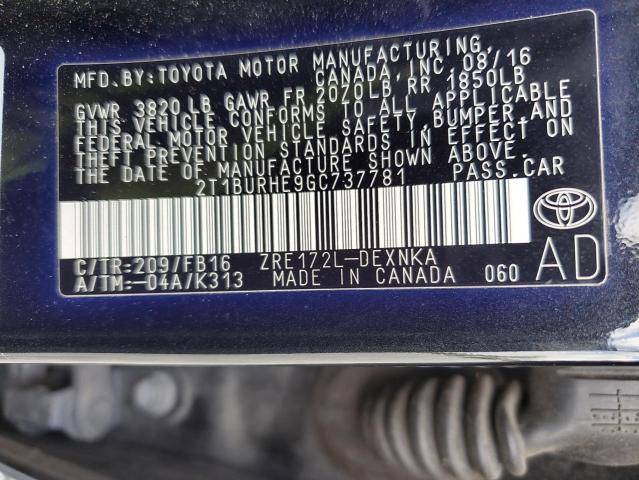 MFD. BY: TOYOTA MOTOR MANUFACTURING,
CANADA, INC. 08/16
GVWR 3820 LB GAWR FR 2070LB, RR 1850LB
THIS VEHICLE CONFORMS TO ALL APPLICABLE
FEDERAL MOTOR VEHICLE SAFETY, BUMPER, AND
THEFT PREVENTION STANDARDS IN EFFECT ON
THE DATE OF MANUFACTURE SHOWN ABOVE.
2T1BURHE9GC737781 PASS.CAR
C/TR:209/FB16 ZRE172L-DEXNKA
A/TM:-04A/K313 MADE IN CANADA 060
AD